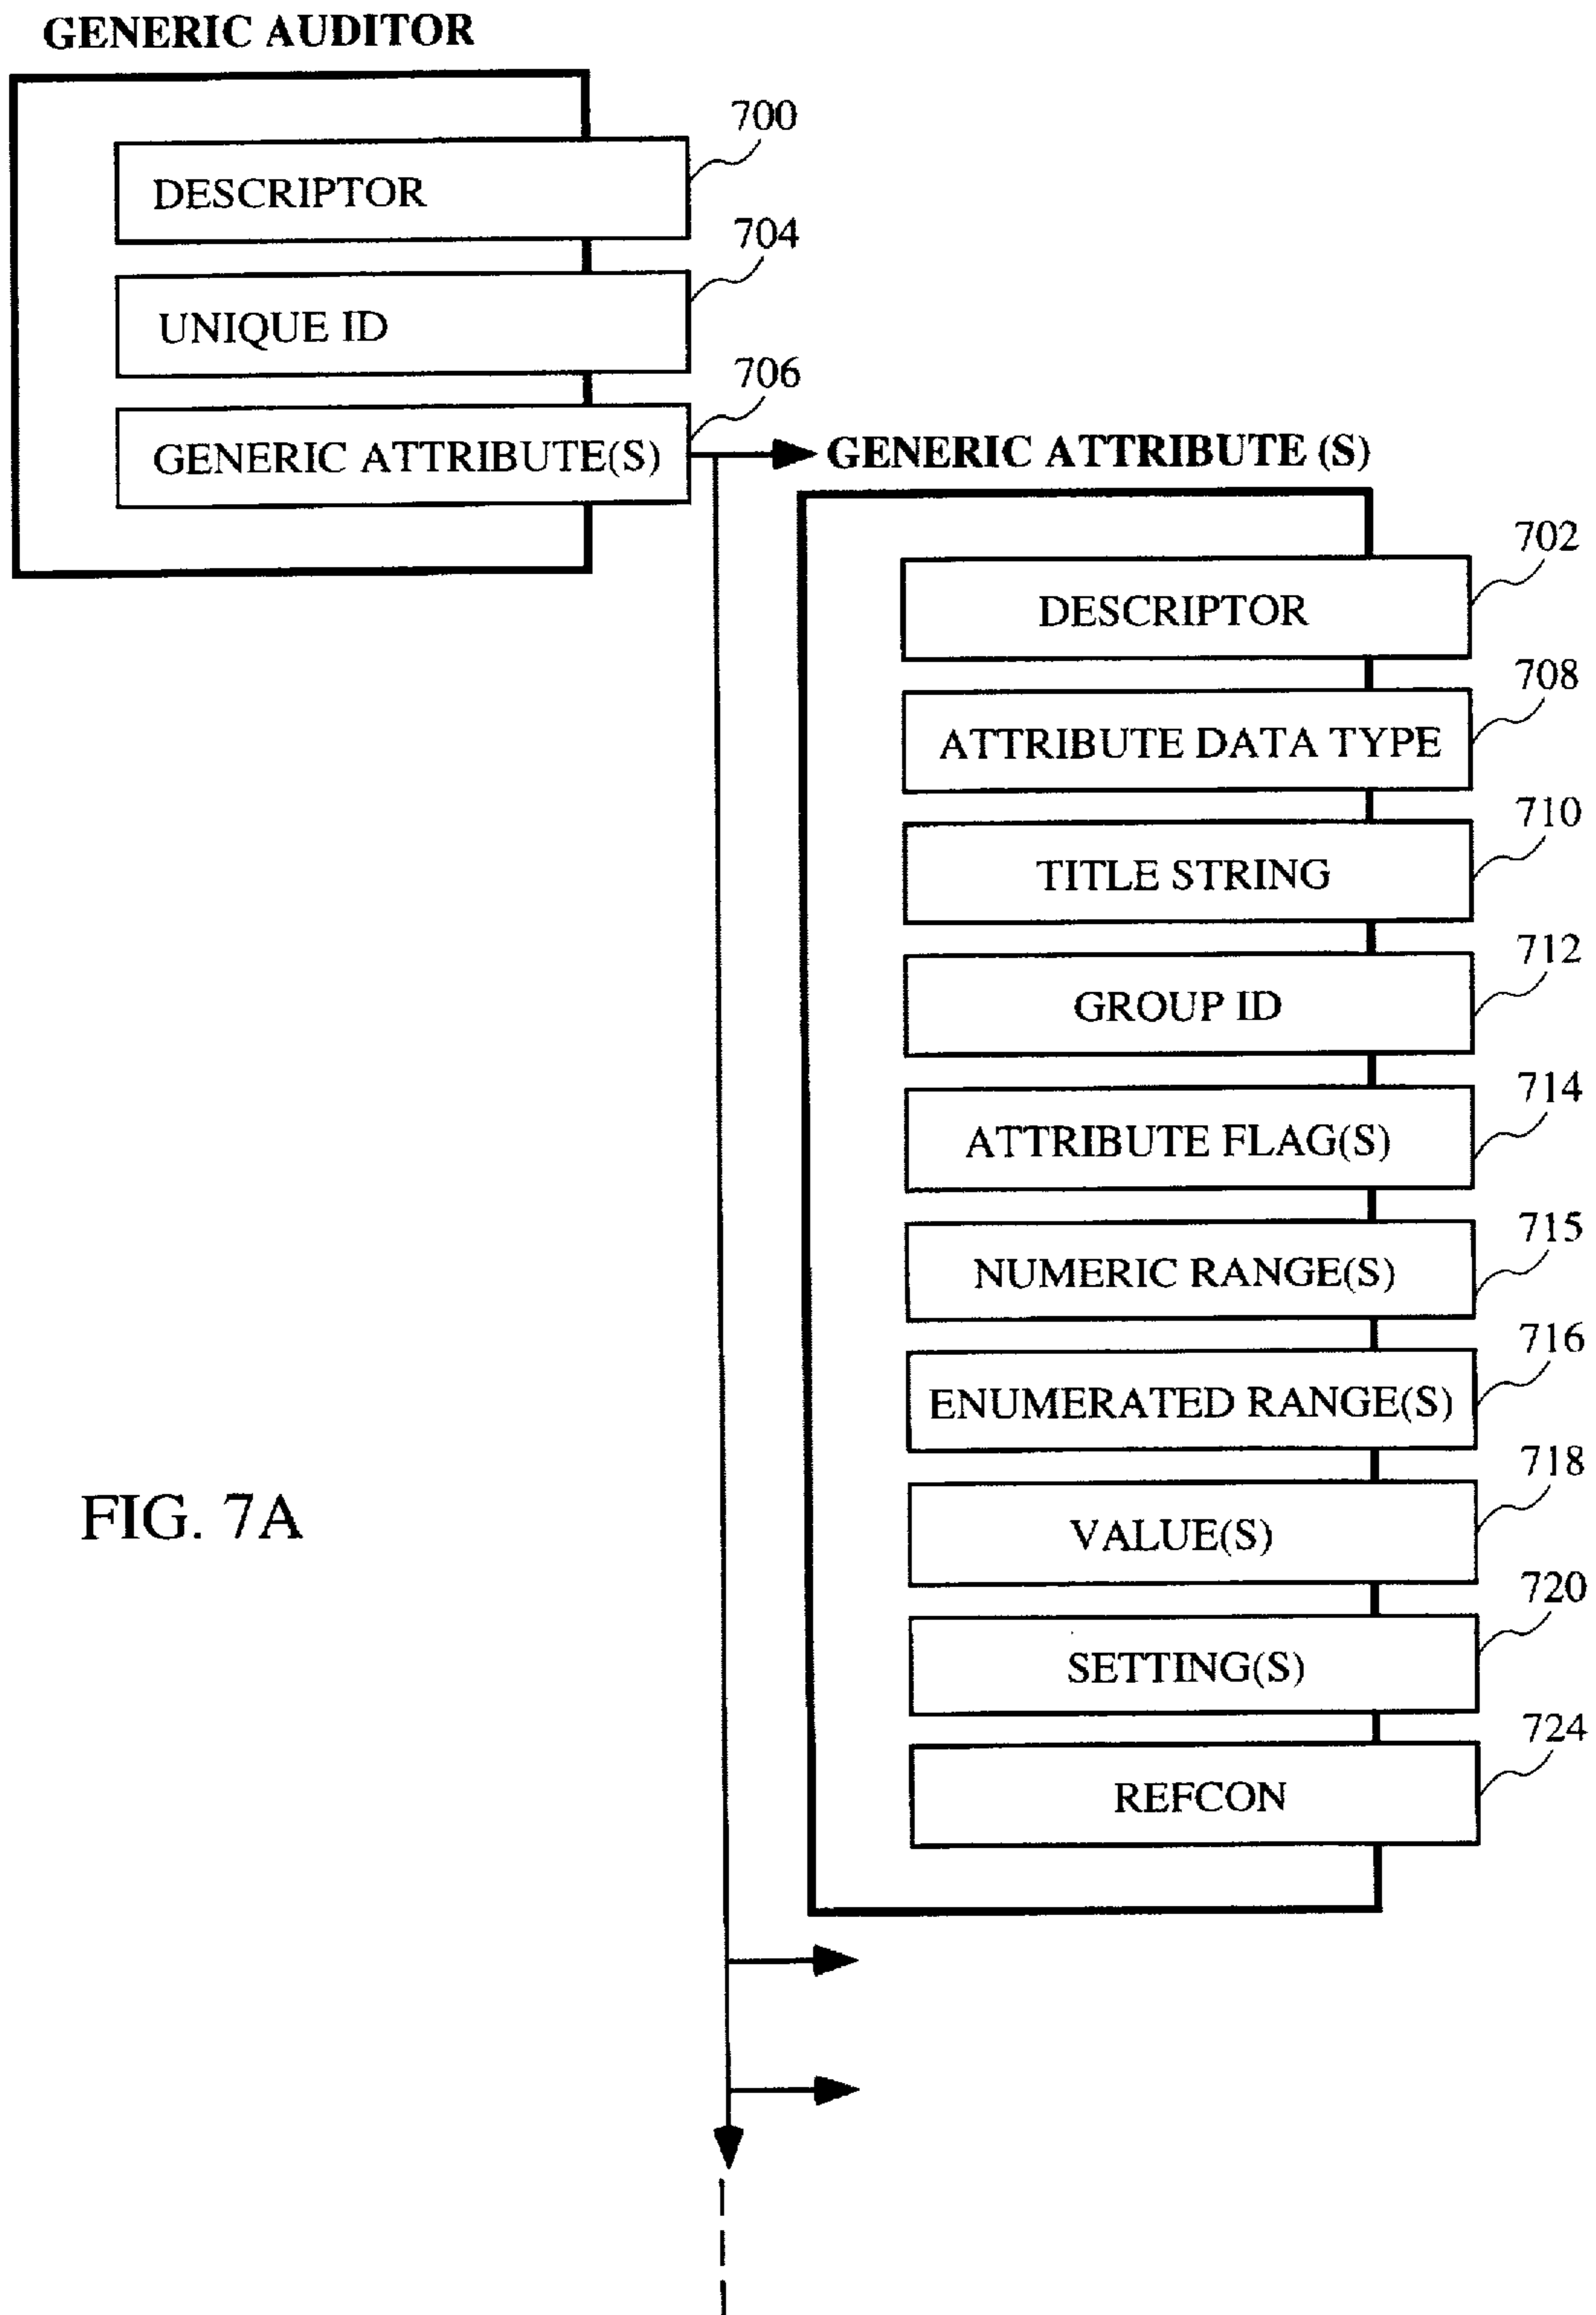 GENERIC AUDITOR
700
DESCRIPTOR
704
UNIQUE ID
706
GENERIC ATTRIBUTE(S)
GENERIC ATTRIBUTE (S)
702
DESCRIPTOR
708
ATTRIBUTE DATA TYPE
710
TITLE STRING
712
GROUP ID
714
ATTRIBUTE FLAG(S)
715
NUMERIC RANGE(S)
716
ENUMERATED RANGE(S)
718
VALUE(S)
720
SETTING(S)
724
REFCON
FIG. 7A